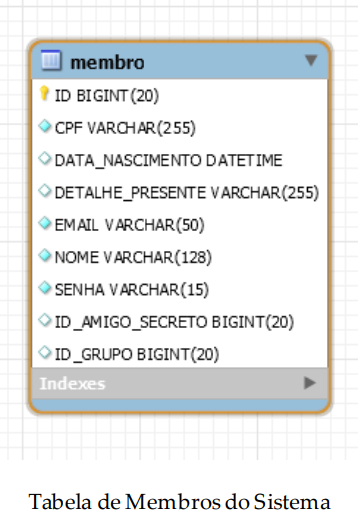 membro
ID BIGINT(20)
CPF VARCHAR(255)
DATA_NASCIMENTO DATETIME
DETALHE_PRESENTE VARCHAR(255)
EMAIL VARCHAR(50)
NOME VARCHAR(128)
SENHA VARCHAR(15)
ID_AMIGO_SECRETO BIGINT(20)
ID_GRUPO BIGINT(20)
Indexes
Tabela de Membros do Sistema